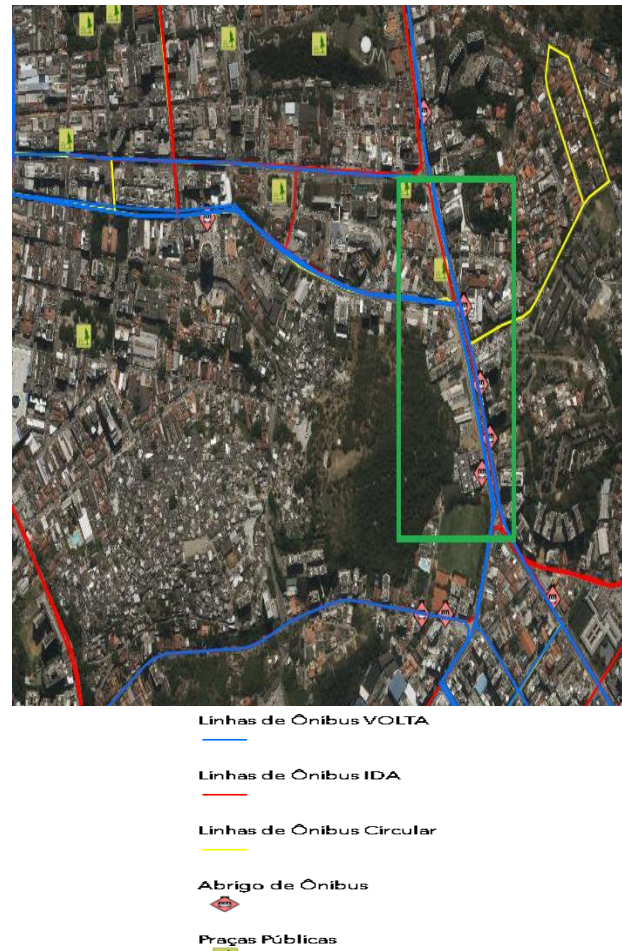 Linhas de Ônibus VOLTA
Linhas de Ônibus IDA
Linhas de Ônibus Circular
Abrigo de Ônibus
Praças Públicas